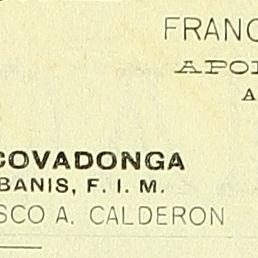 FRANC
APO
A
COVADONGA
BANIS, F. I. M.
SCO A. CALDERON